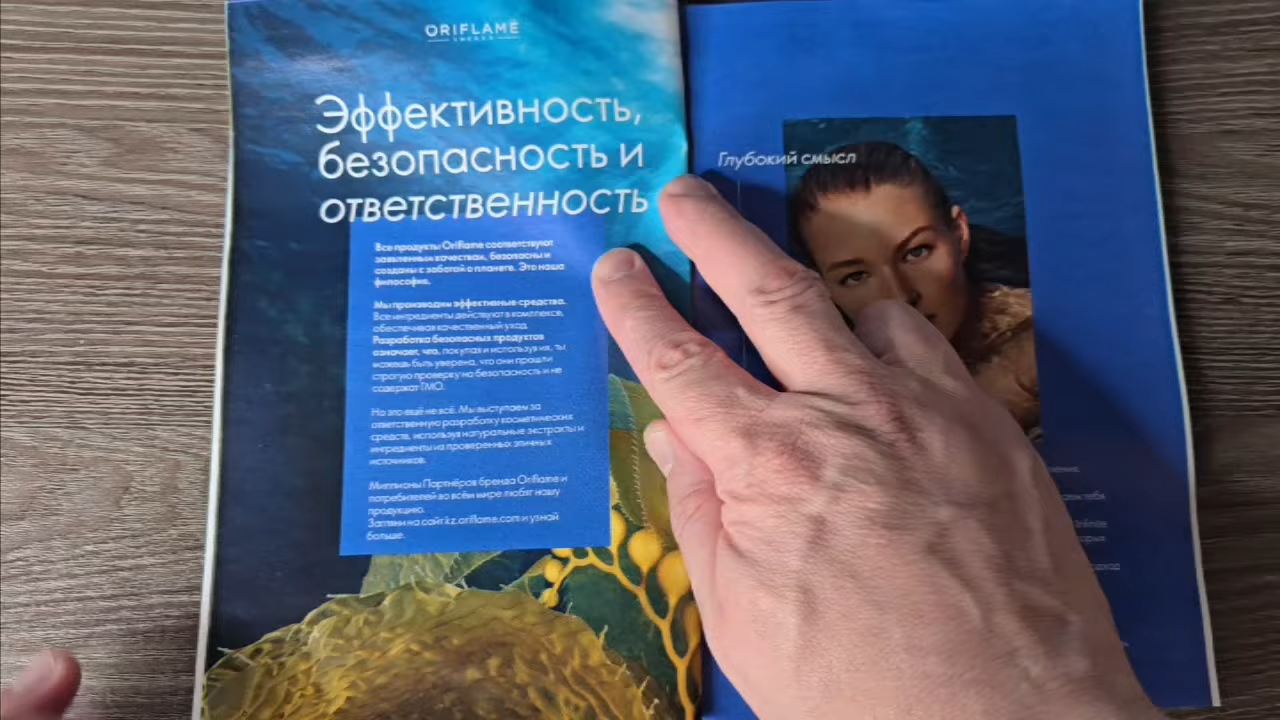 ORIFLAME
SWEDEN
Эффективность,
безопасность и
ответственность
Все продукты Oriflame соответствуют
заявленным качествам, безопасны и
созданы с заботой о планете. Это наша
философия.
Мы производим эффективные средства.
Все ингредиенты действуют в комплексе,
обеспечивая качественный уход.
Разработка безопасных продуктов
означает, что, покупая и используя их, ты
можешь быть уверена, что они прошли
строгую проверку на безопасность и не
содержат ГМО.
Но это ещё не всё. Мы выступаем за
ответственную разработку косметических
средств, используя натуральные экстракты и
ингредиенты из проверенных этичных
источников.
Миллионы Партнёров бренда Oriflame и
потребителей во всём мире любят нашу
продукцию.
Загляни на сайт kz.oriflame.com и узнай
больше.
Глубокий смысл
тебя